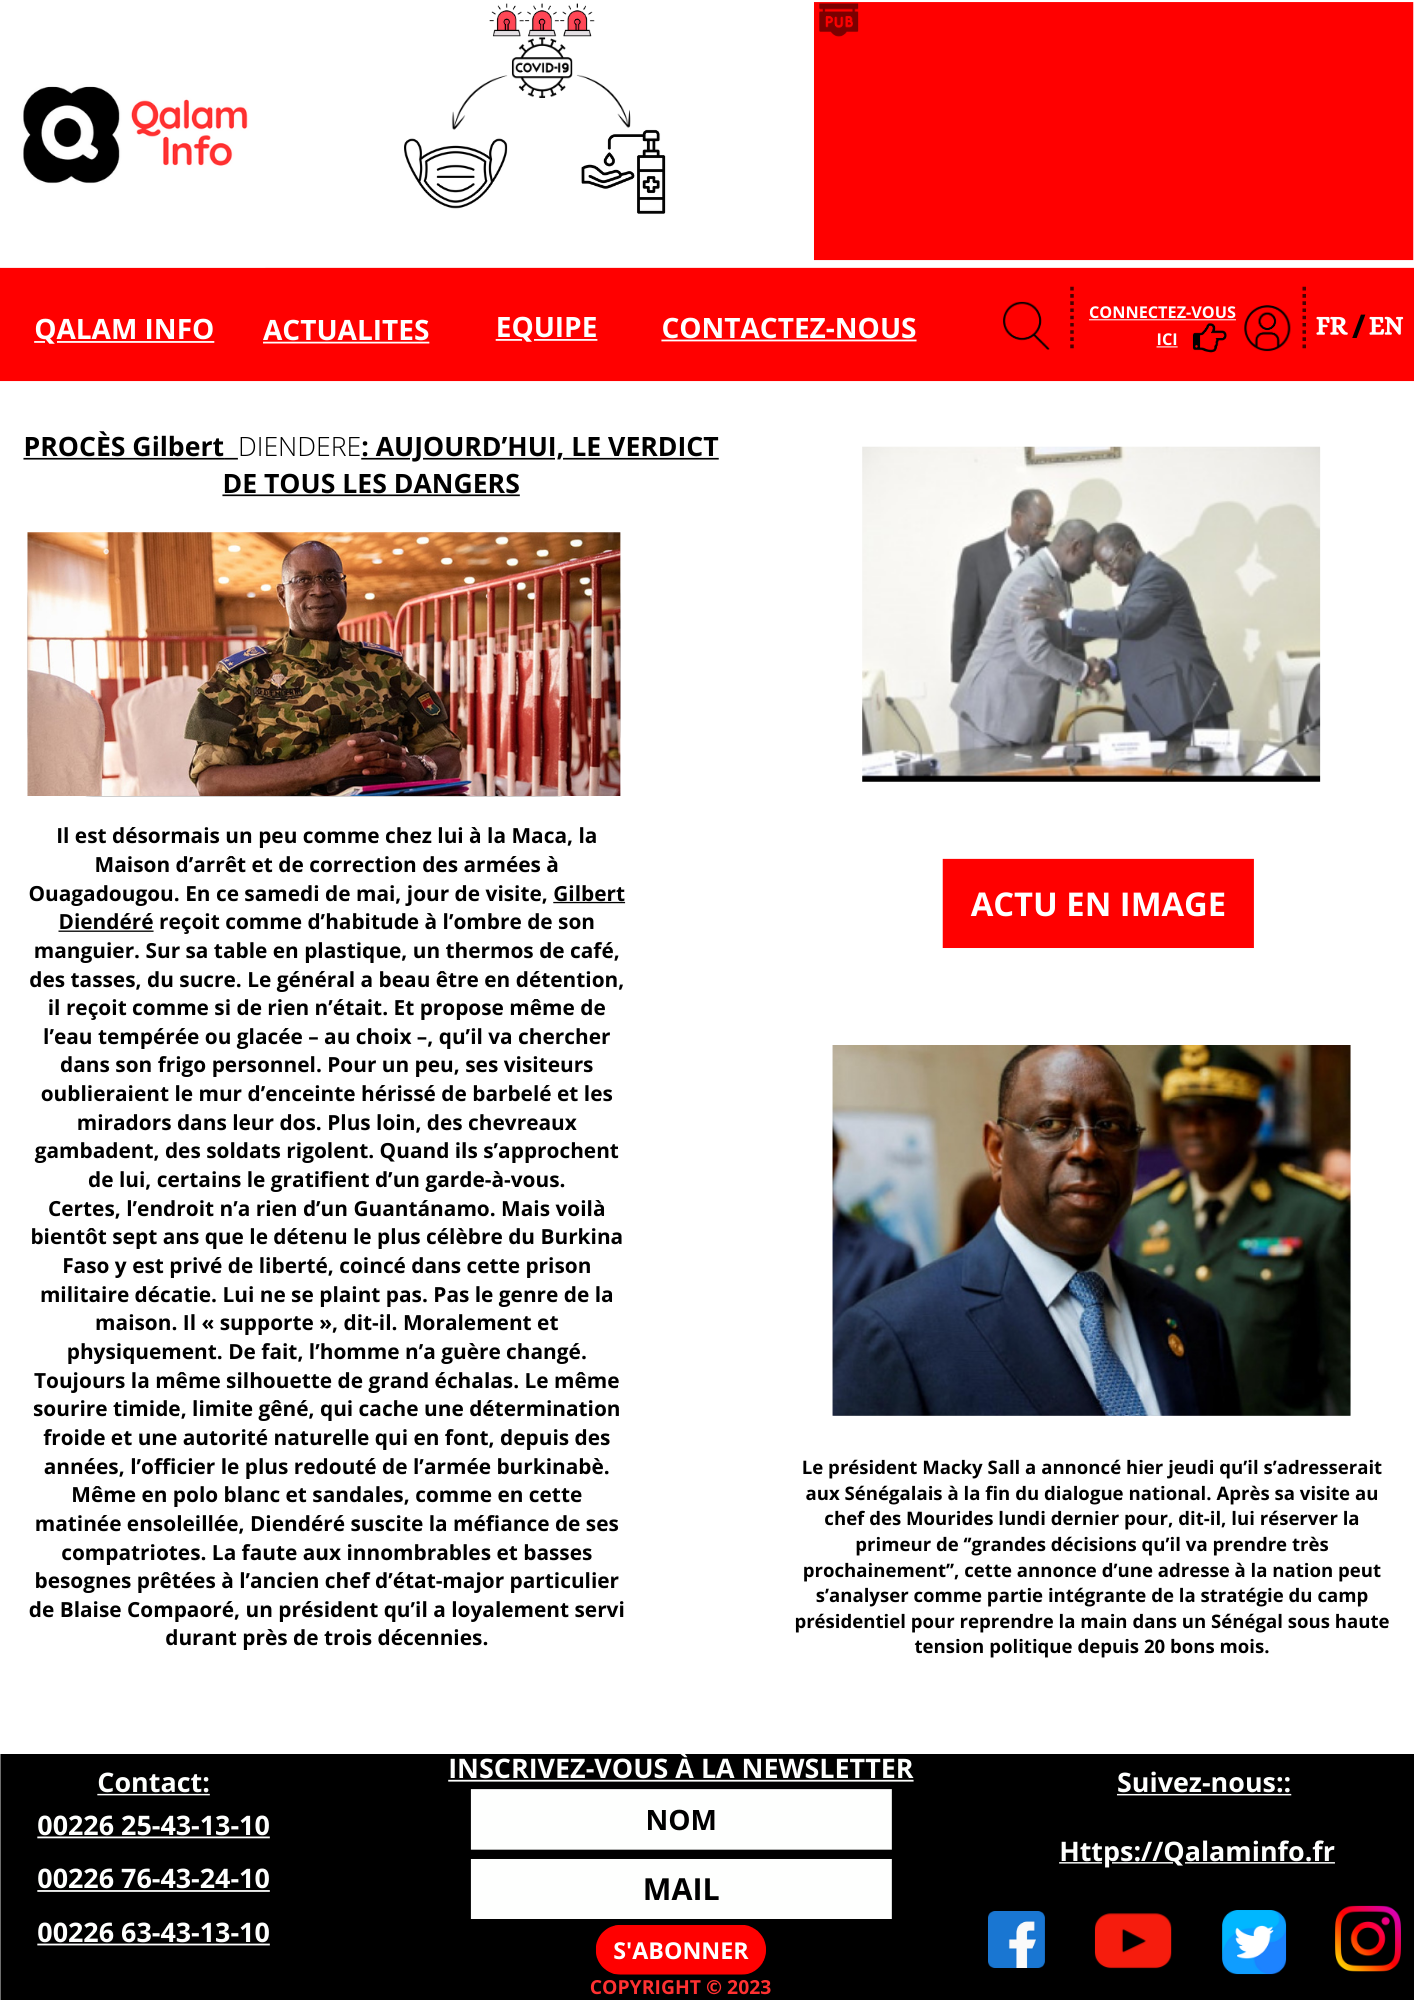 PUB
COVID-19
Qalam
Info
QALAM INFO
ACTUALITES
EQUIPE
CONTACTEZ-NOUS
CONNECTEZ-VOUS
ICI
FR / EN
PROCÈS Gilbert DIENDERE: AUJOURD’HUI, LE VERDICT
DE TOUS LES DANGERS
Il est désormais un peu comme chez lui à la Maca, la
Maison d’arrêt et de correction des armées à
Ouagadougou. En ce samedi de mai, jour de visite, Gilbert
Diendéré reçoit comme d’habitude à l’ombre de son
manguier. Sur sa table en plastique, un thermos de café,
des tasses, du sucre. Le général a beau être en détention,
il reçoit comme si de rien n’était. Et propose même de
l’eau tempérée ou glacée – au choix –, qu’il va chercher
dans son frigo personnel. Pour un peu, ses visiteurs
oublieraient le mur d’enceinte hérissé de barbelé et les
miradors dans leur dos. Plus loin, des chevreaux
gambadent, des soldats rigolent. Quand ils s’approchent
de lui, certains le gratifient d’un garde-à-vous.
Certes, l’endroit n’a rien d’un Guantánamo. Mais voilà
bientôt sept ans que le détenu le plus célèbre du Burkina
Faso y est privé de liberté, coincé dans cette prison
militaire décatie. Lui ne se plaint pas. Pas le genre de la
maison. Il « supporte », dit-il. Moralement et
physiquement. De fait, l’homme n’a guère changé.
Toujours la même silhouette de grand échalas. Le même
sourire timide, limite gêné, qui cache une détermination
froide et une autorité naturelle qui en font, depuis des
années, l’officier le plus redouté de l’armée burkinabè.
Même en polo blanc et sandales, comme en cette
matinée ensoleillée, Diendéré suscite la méfiance de ses
compatriotes. La faute aux innombrables et basses
besognes prêtées à l’ancien chef d’état-major particulier
de Blaise Compaoré, un président qu’il a loyalement servi
durant près de trois décennies.
ACTU EN IMAGE
Le président Macky Sall a annoncé hier jeudi qu’il s’adresserait
aux Sénégalais à la fin du dialogue national. Après sa visite au
chef des Mourides lundi dernier pour, dit-il, lui réserver la
primeur de ‘’grandes décisions qu’il va prendre très
prochainement’’, cette annonce d’une adresse à la nation peut
s’analyser comme partie intégrante de la stratégie du camp
présidentiel pour reprendre la main dans un Sénégal sous haute
tension politique depuis 20 bons mois.
Contact:
00226 25-43-13-10
00226 76-43-24-10
00226 63-43-13-10
INSCRIVEZ-VOUS À LA NEWSLETTER
NOM
MAIL
S'ABONNER
COPYRIGHT © 2023
Suivez-nous::
Https://Qalaminfo.fr